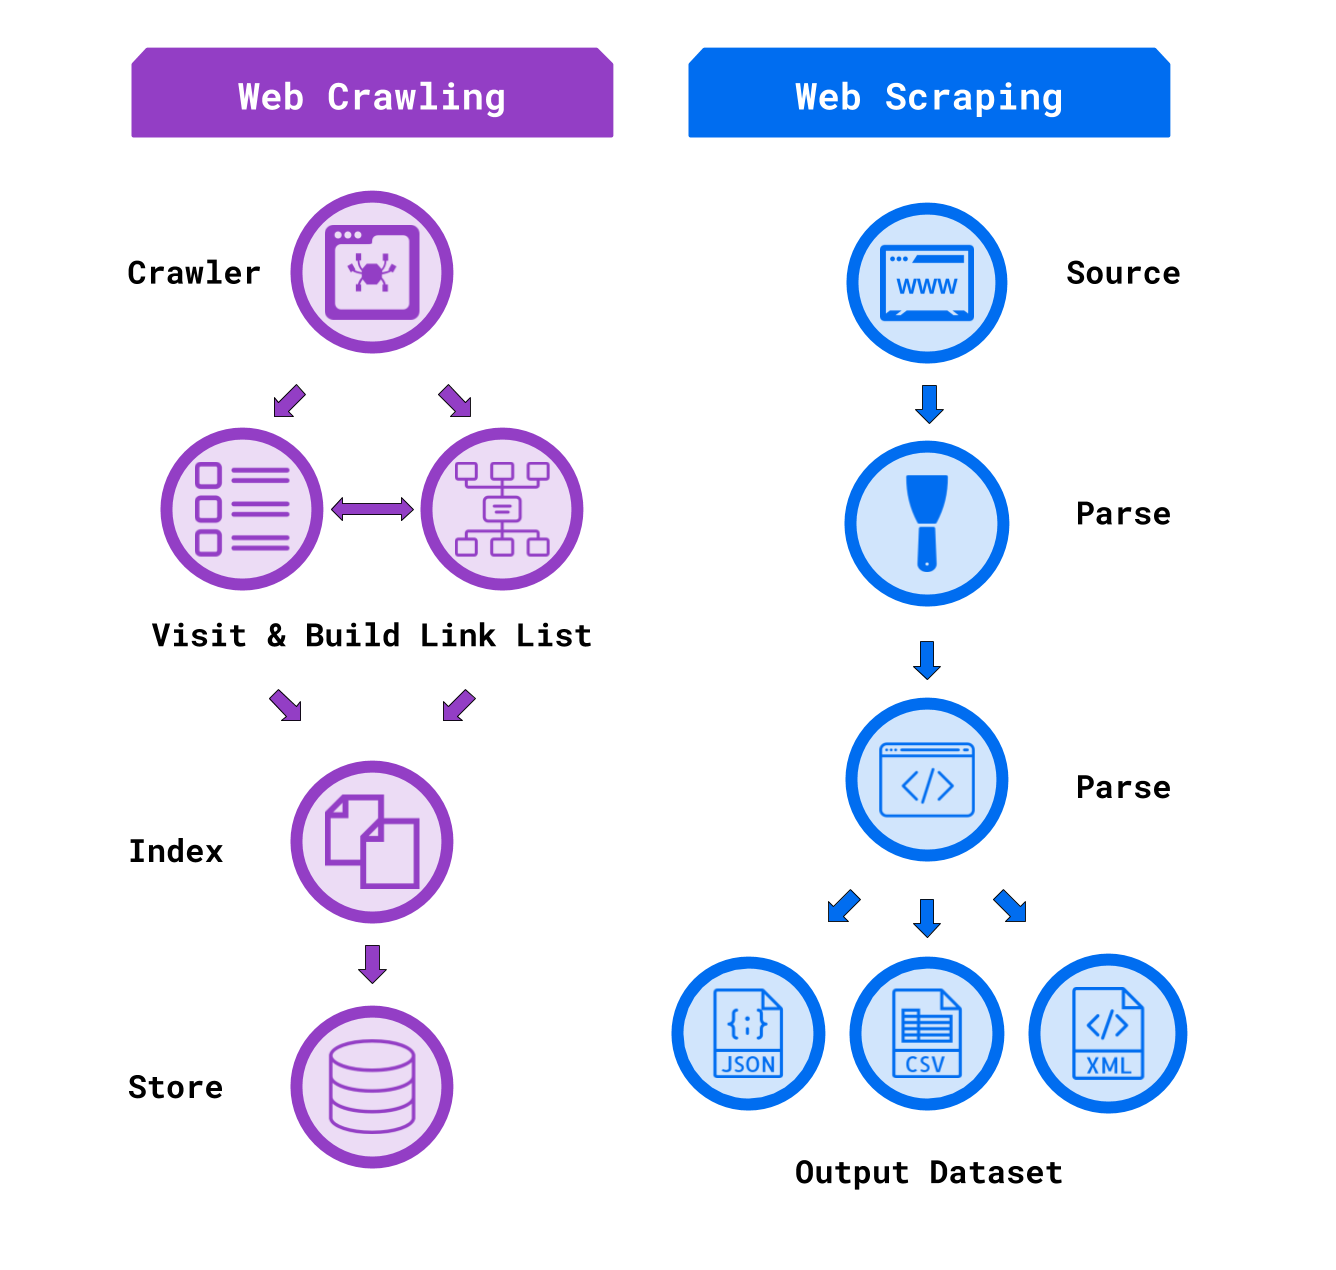 Web Crawling
Web Scraping
Crawler
WWW
Source
Parse
Visit & Build Link List
Parse
Index
{;}
JSON
CSV
</>
XML
Store
Output Dataset